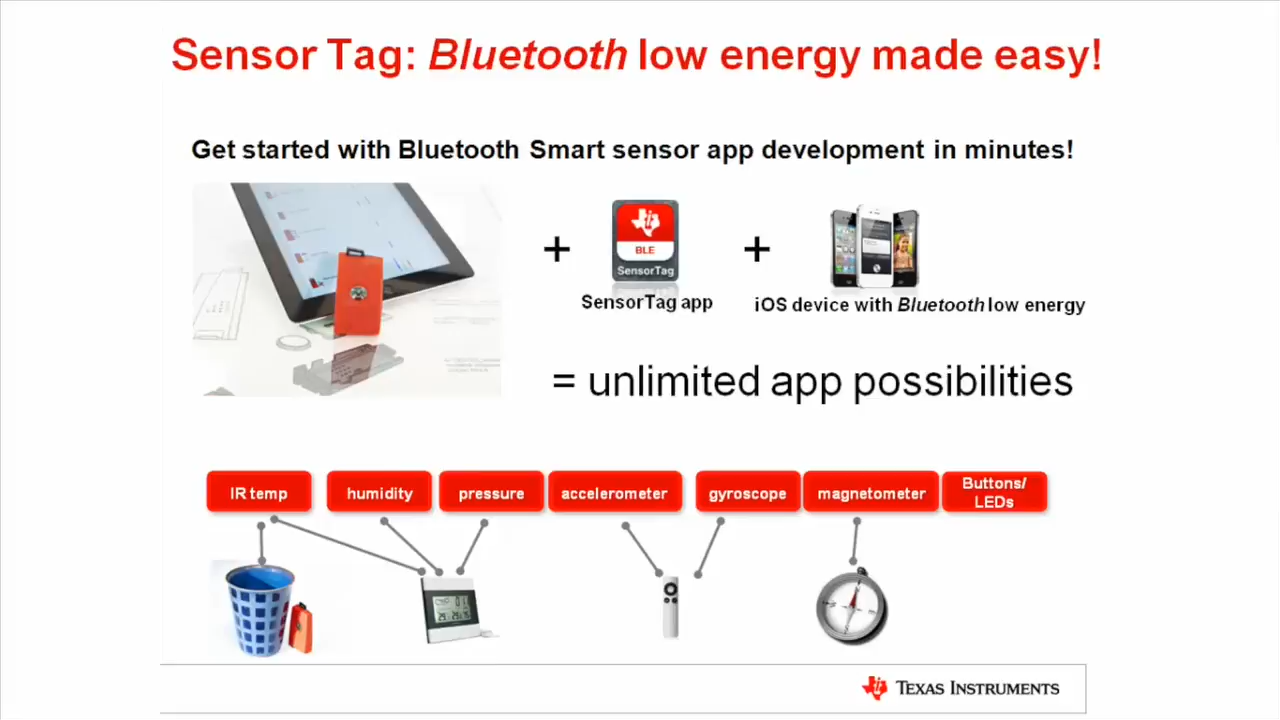 Sensor Tag: Bluetooth low energy made easy!
Get started with Bluetooth Smart sensor app development in minutes!
+
BLE
SensorTag
SensorTag app
+
iOS device with Bluetooth low energy
= unlimited app possibilities
IR temp
humidity
pressure
accelerometer
gyroscope
magnetometer
Buttons/
LEDs
TEXAS INSTRUMENTS